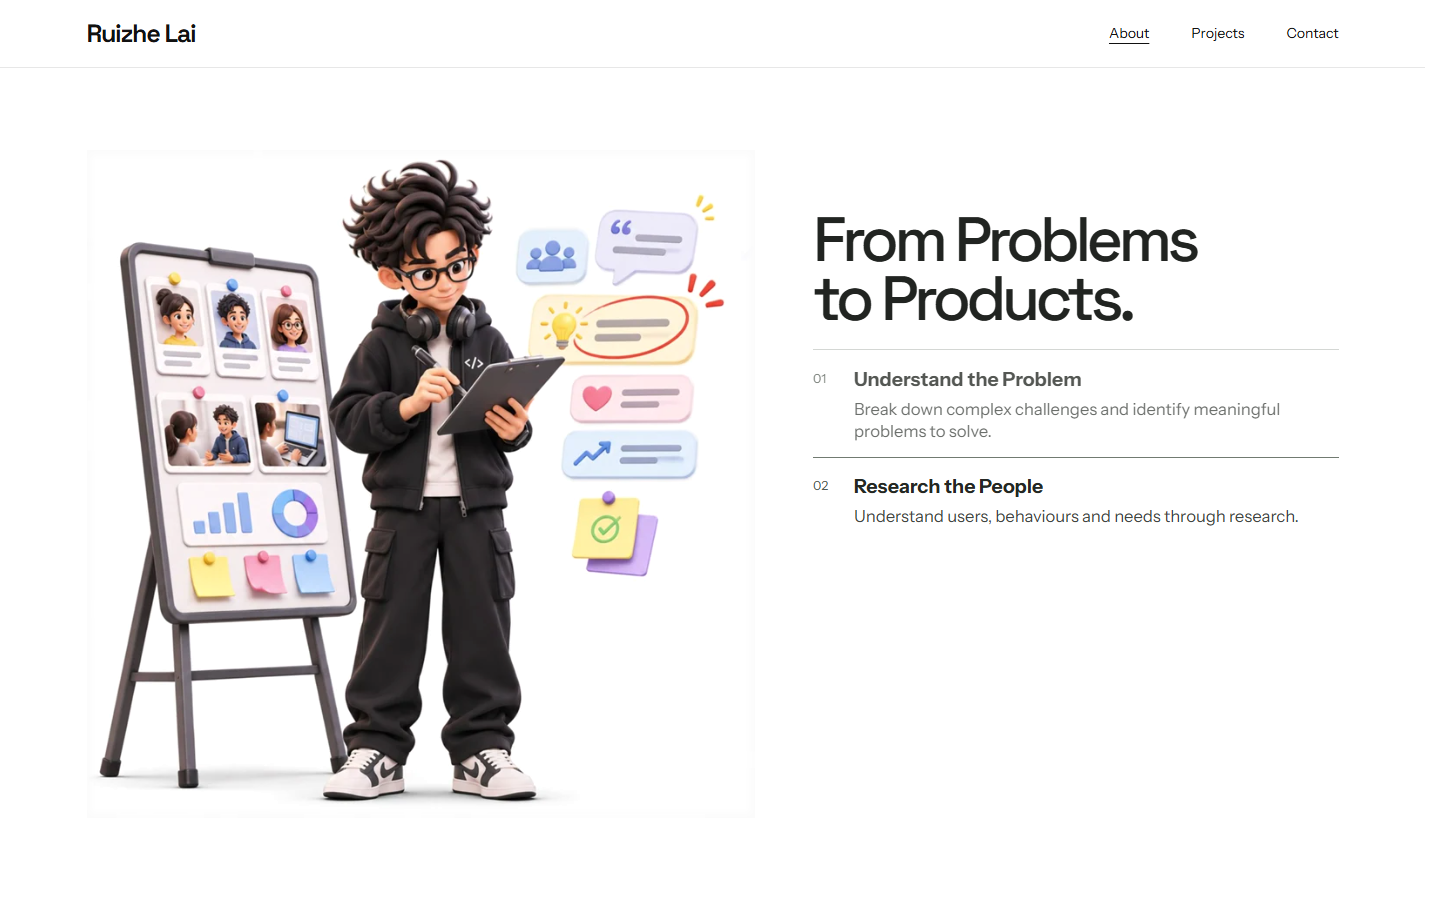 Ruizhe Lai
About
Projects
Contact
</>
From Problems
to Products.
01
Understand the Problem
Break down complex challenges and identify meaningful
problems to solve.
02
Research the People
Understand users, behaviours and needs through research.